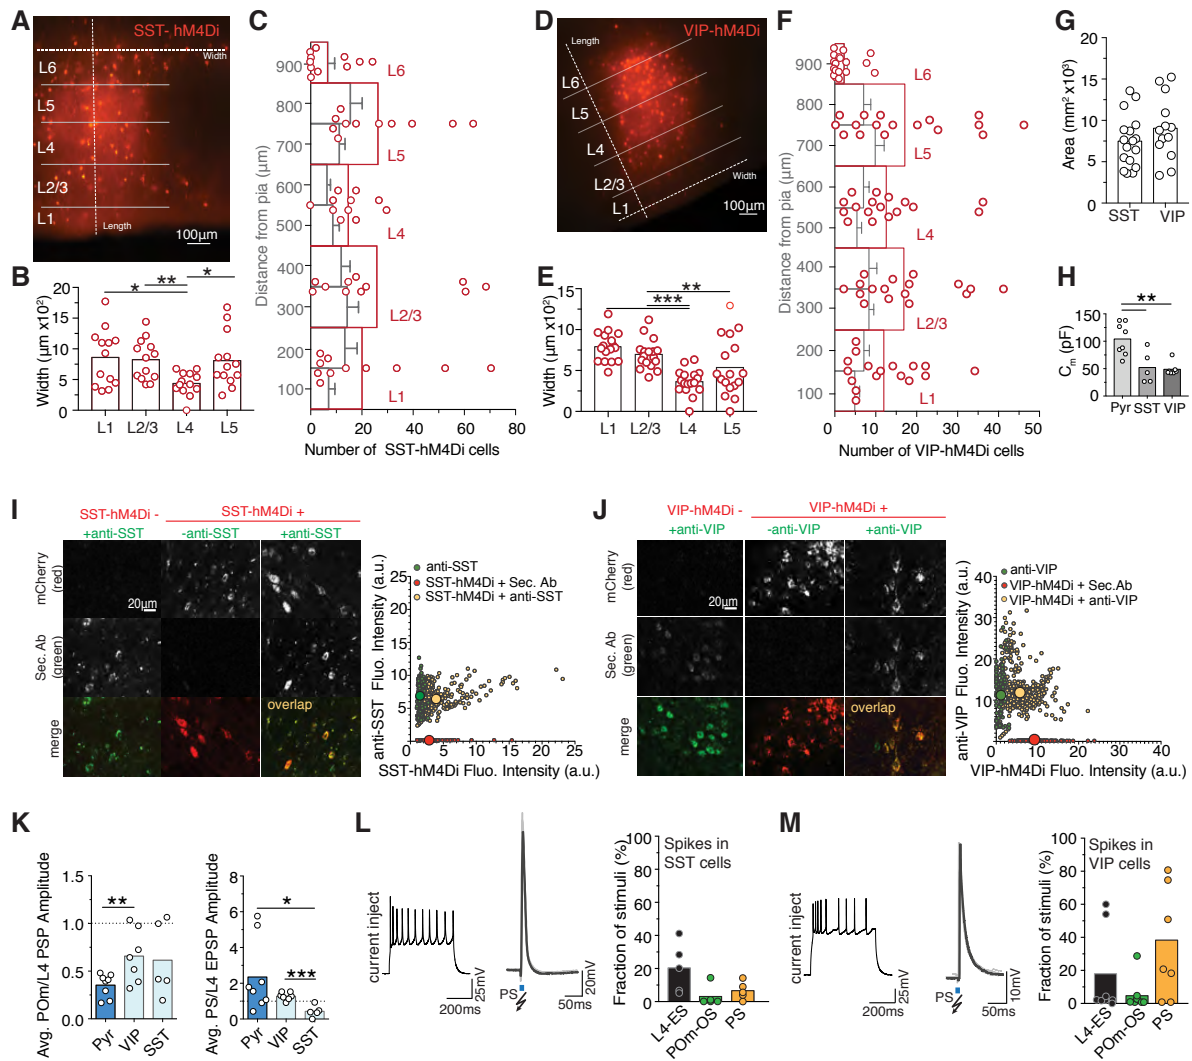 A
SST- hM4Di
Width
L6
L5
L4
L2/3
L1
Length
100µm
B
Width (µm x10²)
20
15
10
5
0
*
**
*
L1
L2/3
L4
L5
C
Distance from pia (µm)
900
800
700
600
500
400
300
200
100
L6
L5
L4
L2/3
L1
0
20
40
60
80
Number of SST-hM4Di cells
D
VIP-hM4Di
Length
L6
L5
L4
L2/3
L1
Width
100µm
E
Width (µm x10²)
15
10
5
0
***
**
L1
L2/3
L4
L5
F
Distance from pia (µm)
900
800
700
600
500
400
300
200
100
L6
L5
L4
L2/3
L1
0
10
20
30
40
50
Number of VIP-hM4Di cells
G
Area (mm² x10³)
20
15
10
5
0
SST
VIP
H
Cm (pF)
150
100
50
0
**
Pyr
SST
VIP
I
SST-hM4Di -
SST-hM4Di +
+anti-SST
-anti-SST
+anti-SST
mCherry (red)
20µm
Sec. Ab (green)
merge
overlap
anti-SST
SST-hM4Di + Sec. Ab
SST-hM4Di + anti-SST
anti-SST Fluo. Intensity (a.u.)
25
20
15
10
5
0
0
5
10
15
20
25
SST-hM4Di Fluo. Intensity (a.u.)
J
VIP-hM4Di -
VIP-hM4Di +
+anti-VIP
-anti-VIP
+anti-VIP
mCherry (red)
20µm
Sec. Ab (green)
merge
overlap
anti-VIP
VIP-hM4Di + Sec.Ab
VIP-hM4Di + anti-VIP
anti-VIP Fluo. Intensity (a.u.)
40
30
20
10
0
0
10
20
30
40
VIP-hM4Di Fluo. Intensity (a.u.)
K
Avg. POm/L4 PSP Amplitude
1.5
1.0
0.5
0.0
**
Pyr
VIP
SST
Avg. PS/L4 EPSP Amplitude
8
6
4
2
1
0
*
***
Pyr
VIP
SST
L
current inject
25mV
200ms
PS
20mV
50ms
Fraction of stimuli (%)
100
80
60
40
20
0
Spikes in
SST cells
L4-ES
POm-OS
PS
M
current inject
25mV
200ms
PS
10mV
50ms
Fraction of stimuli (%)
100
80
60
40
20
0
Spikes in
VIP cells
L4-ES
POm-OS
PS